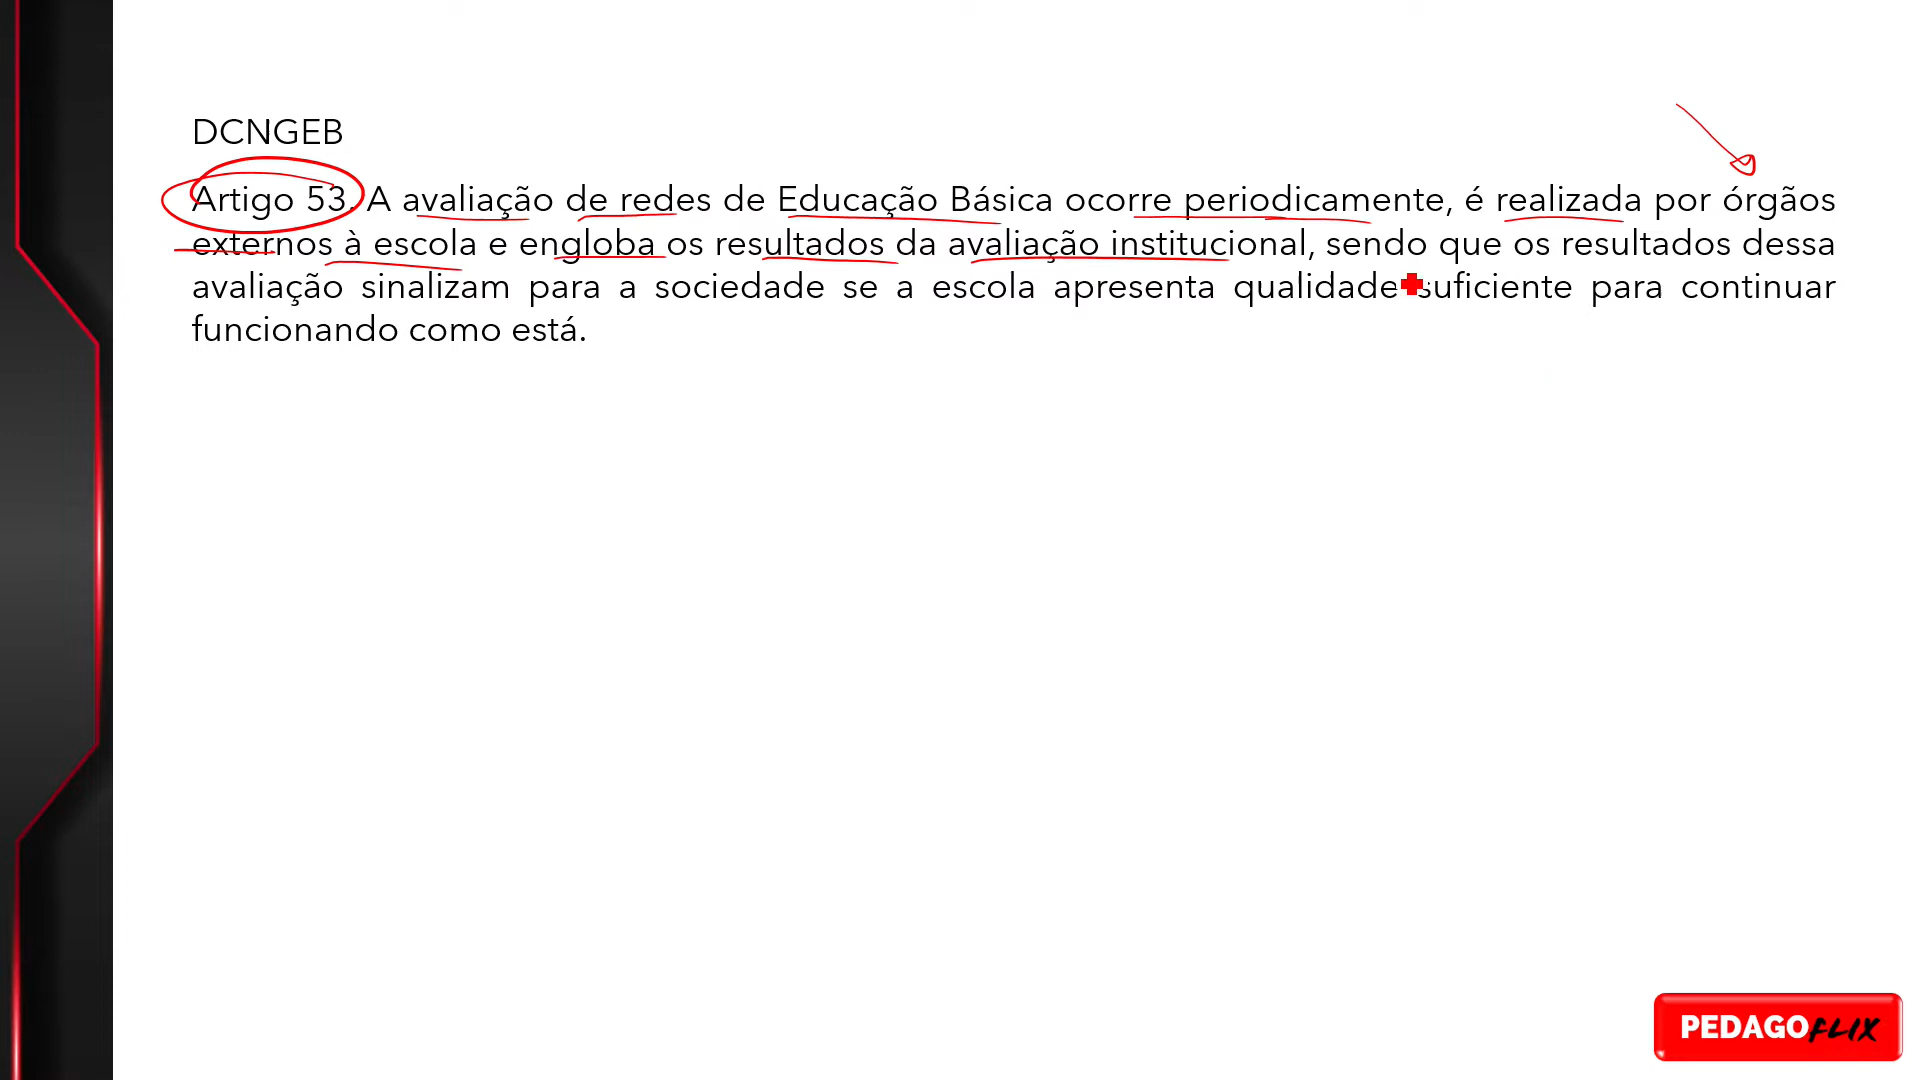 DCNGEB
Artigo 53. A avaliação de redes de Educação Básica ocorre periodicamente, é realizada por órgãos
externos à escola e engloba os resultados da avaliação institucional, sendo que os resultados dessa
avaliação sinalizam para a sociedade se a escola apresenta qualidade suficiente para continuar
funcionando como está.
PEDAGOFLIX